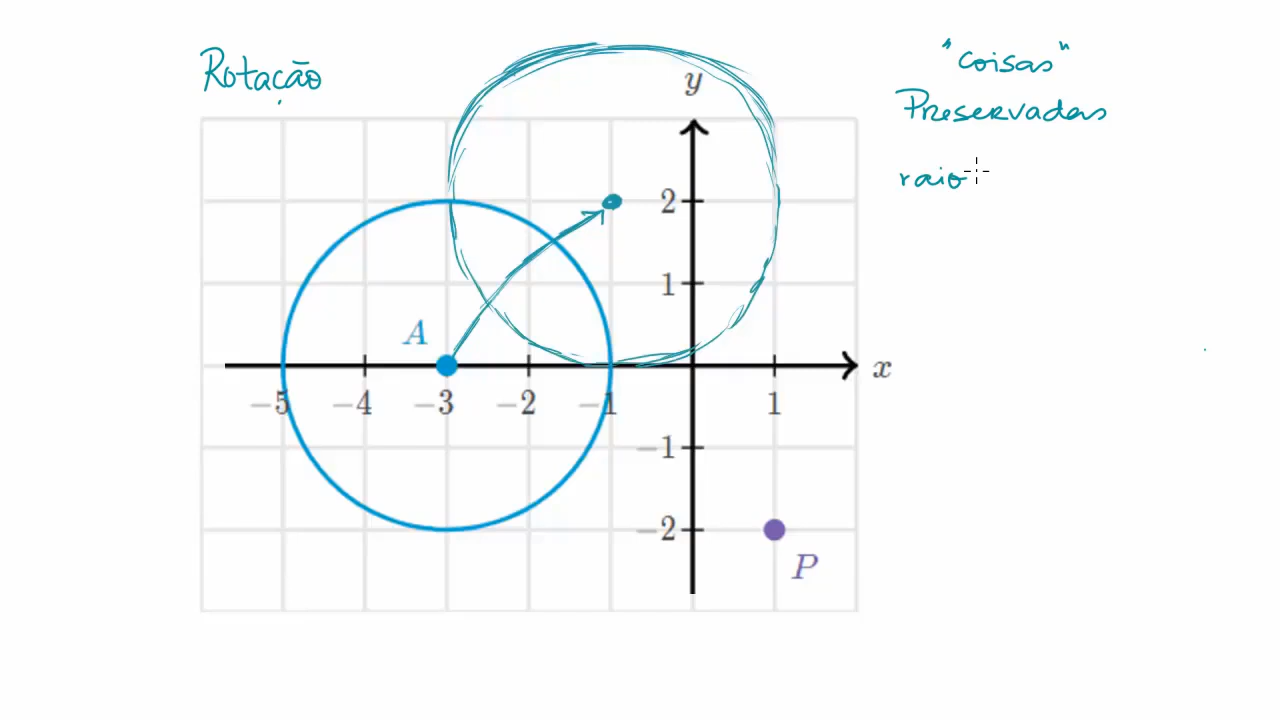 Rotação
"coisas"
Preservadas
raio
y
2
1
A
x
−5 −4 −3 −2 −1 1
−1
−2
P